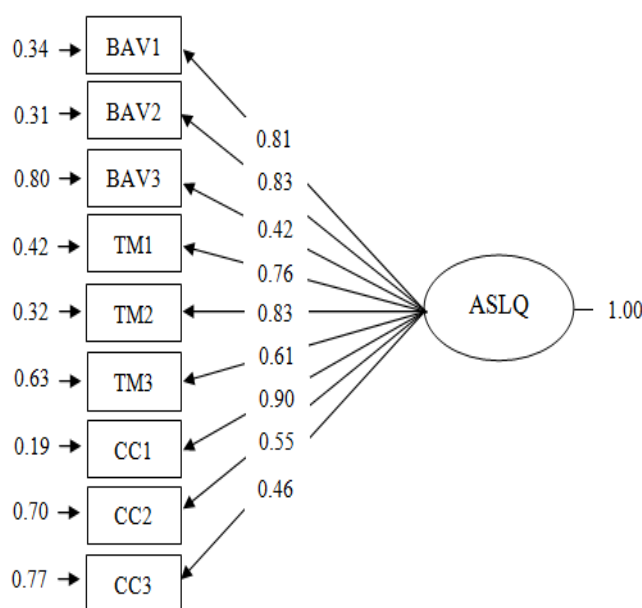 0.34 BAV1
0.31 BAV2
0.81
0.80 BAV3
0.83
0.42
0.42 TM1
0.76
0.32 TM2
0.83
ASLQ 1.00
0.61
0.63 TM3
0.90
0.19 CC1
0.55
0.46
0.70 CC2
0.77 CC3